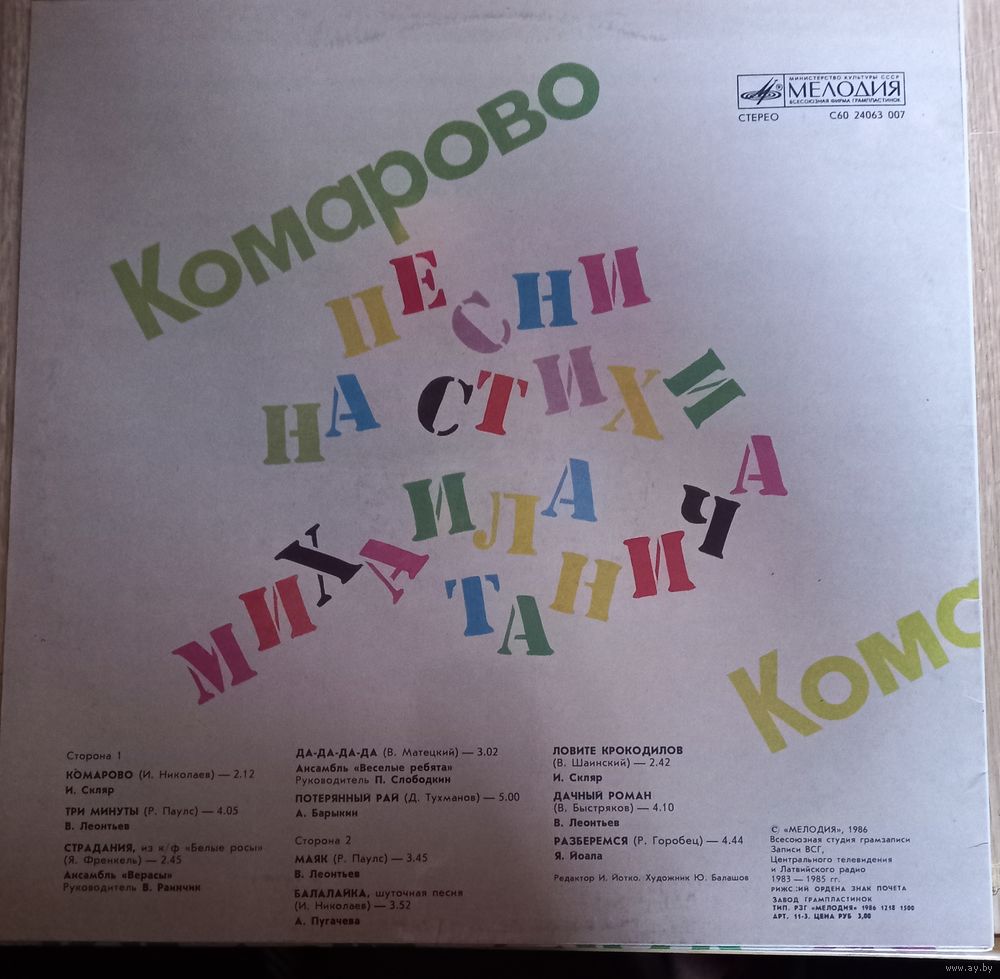 Комарово
МИНИСТЕРСТВО КУЛЬТУРЫ СССР
МЕЛОДИЯ
ВСЕСОЮЗНАЯ ФИРМА ГРАМПЛАСТИНОК
СТЕРЕО С60 24063 007
ПЕСНИ
НА СТИХИ
МИХАИЛА
ТАНИЧА
Кома
Сторона 1
КОМАРОВО (И. Николаев) — 2.12
И. Скляр
ТРИ МИНУТЫ (Р. Паулс) — 4.05
В. Леонтьев
СТРАДАНИЯ, из к/ф «Белые росы»
(Я. Френкель) — 2.45
Ансамбль «Верасы»
Руководитель В. Раинчик
ДА-ДА-ДА-ДА (В. Матецкий) — 3.02
Ансамбль «Веселые ребята»
Руководитель П. Слободкин
ПОТЕРЯННЫЙ РАЙ (Д. Тухманов) — 5.00
А. Барыкин
Сторона 2
МАЯК (Р. Паулс) — 3.45
В. Леонтьев
БАЛАЛАЙКА, шуточная песня
(И. Николаев) — 3.52
А. Пугачева
ЛОВИТЕ КРОКОДИЛОВ
(В. Шаинский) — 2.42
И. Скляр
ДАЧНЫЙ РОМАН
(В. Быстряков) — 4.10
В. Леонтьев
РАЗБЕРЕМСЯ (Р. Горобец) — 4.44
Я. Йоала
Редактор И. Йотко. Художник Ю. Балашов
© «МЕЛОДИЯ», 1986
Всесоюзная студия грамзаписи
Записи ВСГ,
Центрального телевидения
и Латвийского радио
1983 — 1985 гг.
РИЖСКИЙ ОРДЕНА ЗНАК ПОЧЕТА
ЗАВОД ГРАМПЛАСТИНОК
ТИП. РЗГ «МЕЛОДИЯ» 1986 1218 1500
АРТ. 11-3. ЦЕНА РУБ 3,00
www.ay.by